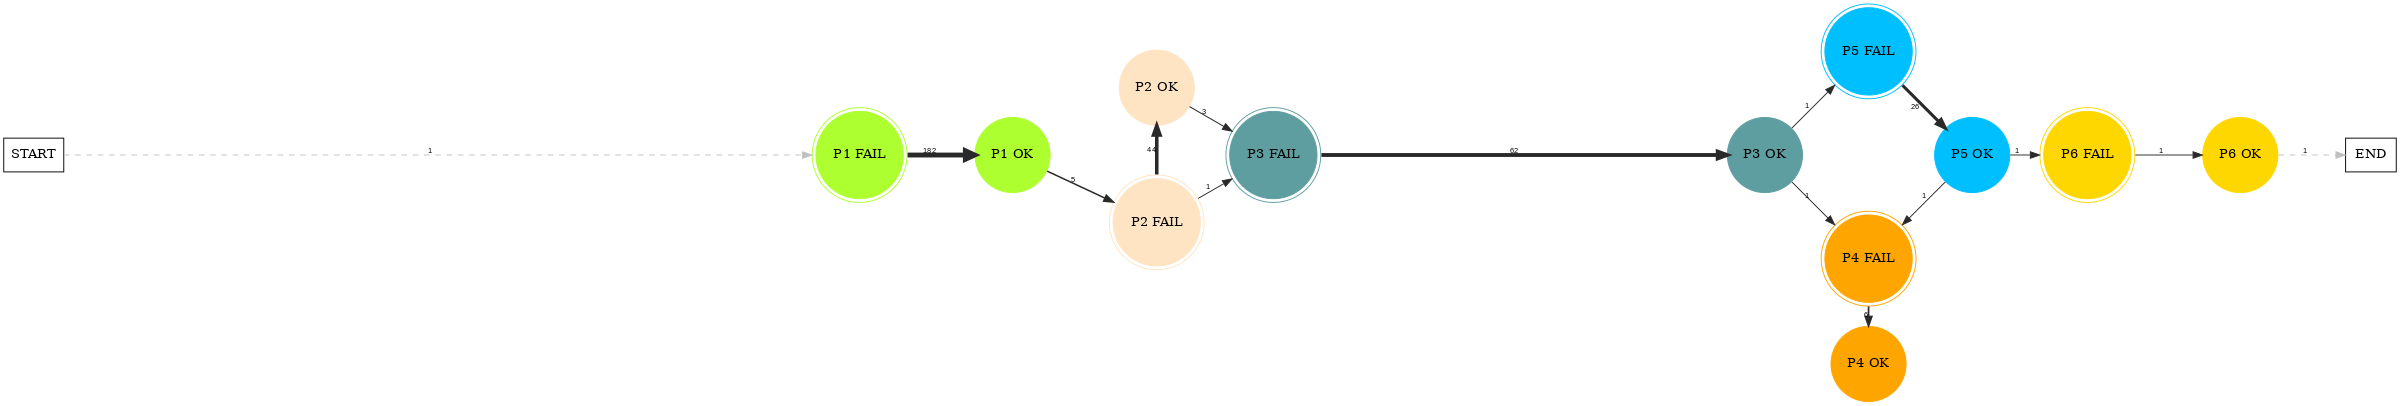 START
1
P1 FAIL
182
P1 OK
5
P2 OK
44
P2 FAIL
3
1
P3 FAIL
62
P3 OK
1
1
P5 FAIL
26
P5 OK
1
P4 FAIL
P4 OK
1
P6 FAIL
1
P6 OK
1
END